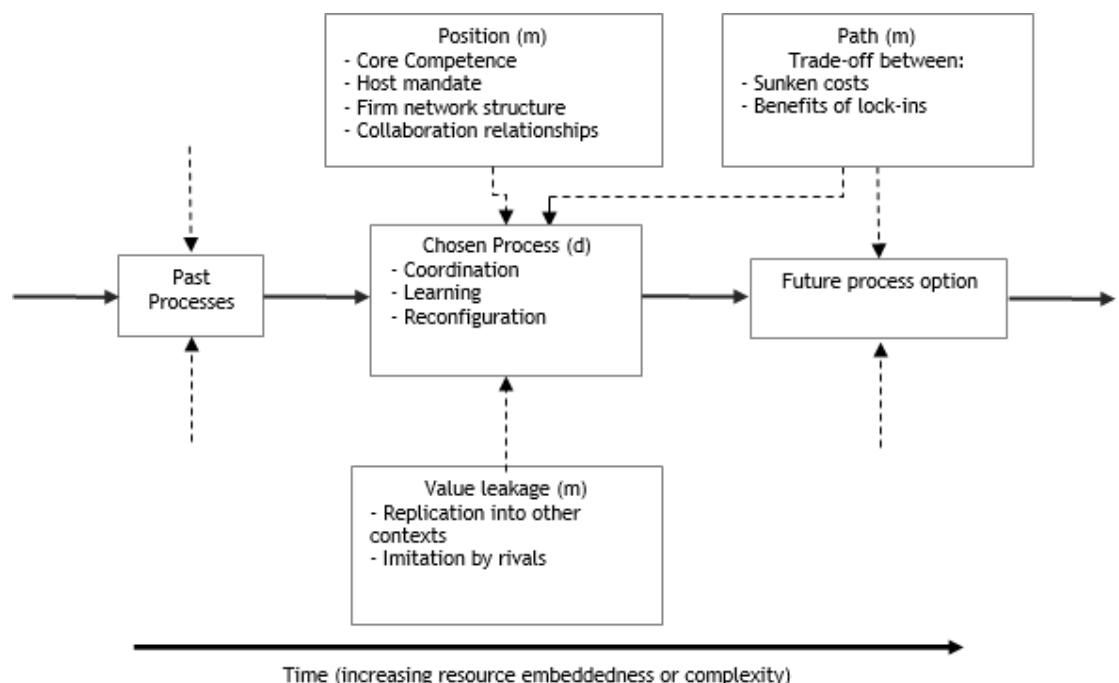 Position (m)
- Core Competence
- Host mandate
- Firm network structure
- Collaboration relationships
Path (m)
Trade-off between:
- Sunken costs
- Benefits of lock-ins
Past
Processes
Chosen Process (d)
- Coordination
- Learning
- Reconfiguration
Future process option
Value leakage (m)
- Replication into other
contexts
- Imitation by rivals
Time (increasing resource embeddedness or complexity)